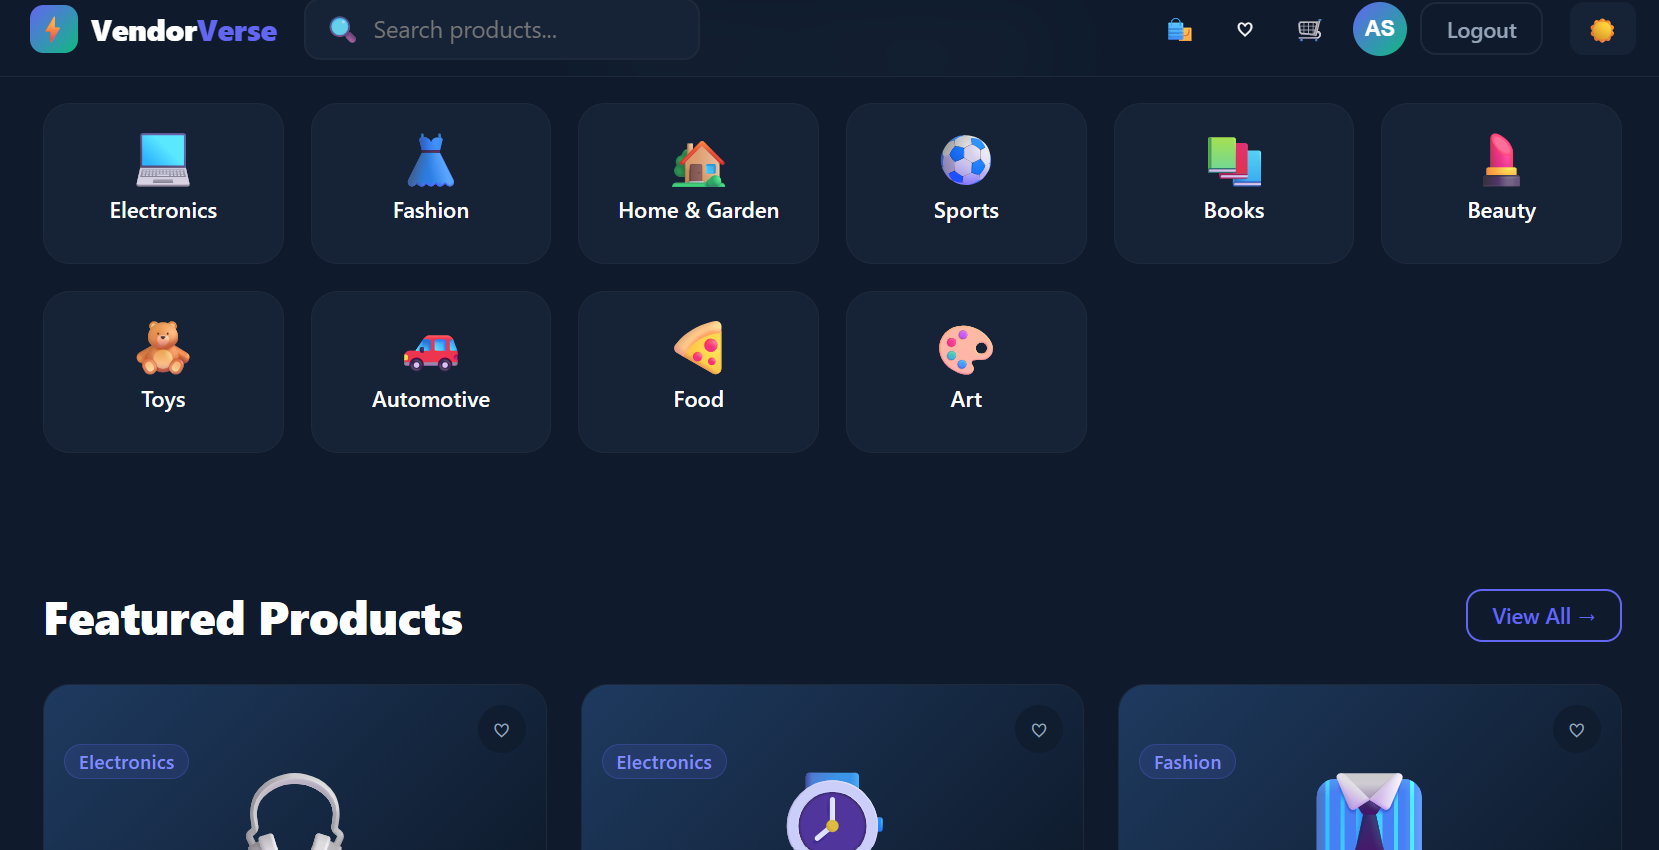 VendorVerse
Search products...
AS
Logout
Electronics
Fashion
Home & Garden
Sports
Books
Beauty
Toys
Automotive
Food
Art
Featured Products
View All →
Electronics
Electronics
Fashion